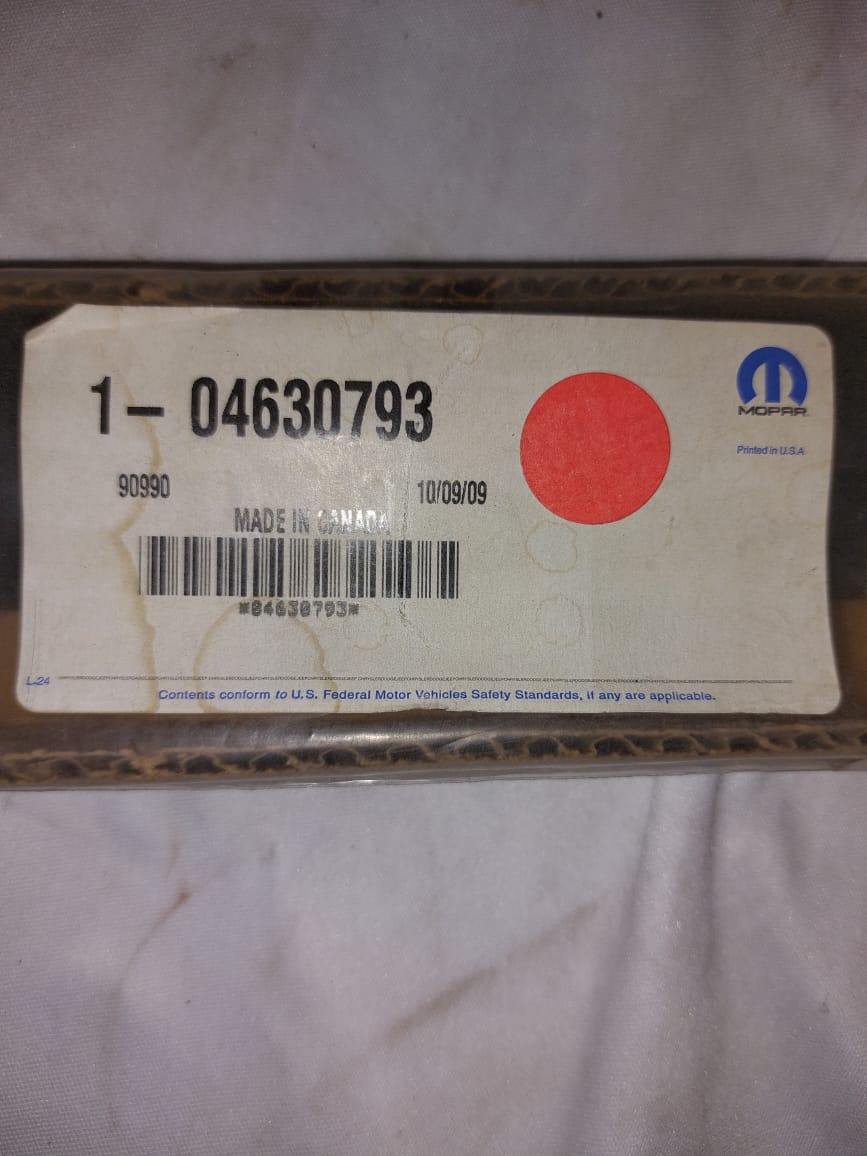 1- 04630793
MOPAR
Printed in U.S.A
90990
10/09/09
MADE IN CANADA
*04630793*
L-24
Contents conform to U.S. Federal Motor Vehicles Safety Standards, if any are applicable.